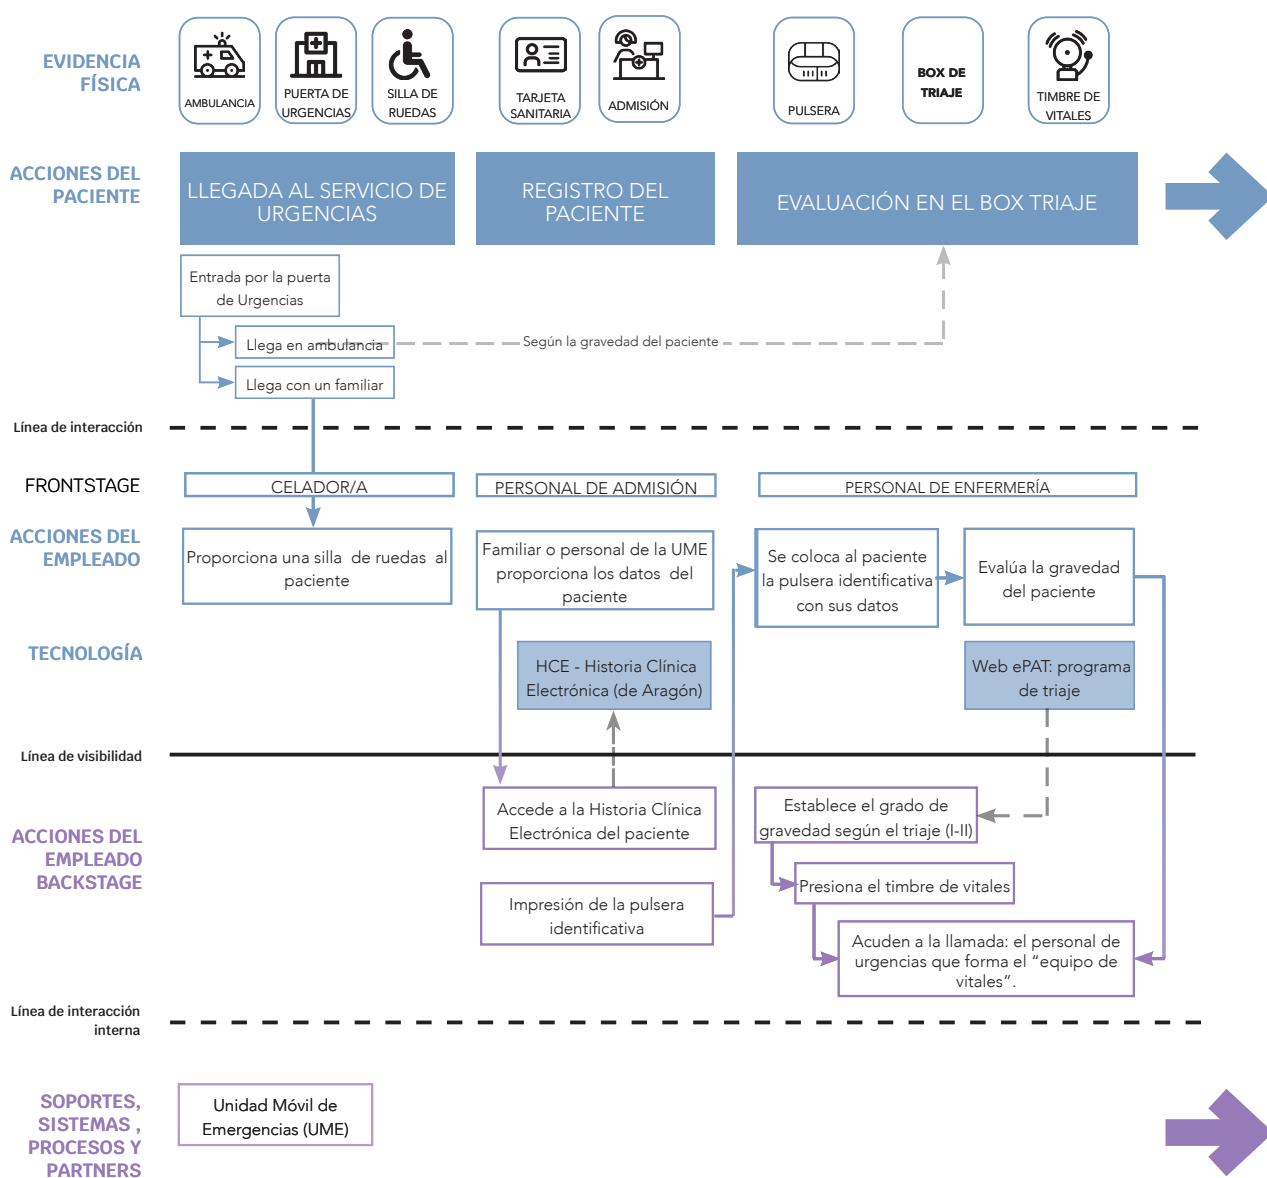 EVIDENCIA
FÍSICA
AMBULANCIA
PUERTA DE
URGENCIAS
SILLA DE
RUEDAS
TARJETA
SANITARIA
ADMISIÓN
PULSERA
BOX DE
TRIAJE
TIMBRE DE
VITALES
ACCIONES DEL
PACIENTE
LLEGADA AL SERVICIO DE
URGENCIAS
REGISTRO DEL
PACIENTE
EVALUACIÓN EN EL BOX TRIAJE
Entrada por la puerta
de Urgencias
Llega en ambulancia
Según la gravedad del paciente
Llega con un familiar
Línea de interacción
FRONTSTAGE
CELADOR/A
PERSONAL DE ADMISIÓN
PERSONAL DE ENFERMERÍA
ACCIONES DEL
EMPLEADO
Proporciona una silla de ruedas al
paciente
Familiar o personal de la UME
proporciona los datos del
paciente
Se coloca al paciente
la pulsera identificativa
con sus datos
Evalúa la gravedad
del paciente
TECNOLOGÍA
HCE - Historia Clínica
Electrónica (de Aragón)
Web ePAT: programa
de triaje
Línea de visibilidad
ACCIONES DEL
EMPLEADO
BACKSTAGE
Accede a la Historia Clínica
Electrónica del paciente
Establece el grado de
gravedad según el triaje (I-II)
Impresión de la pulsera
identificativa
Presiona el timbre de vitales
Acuden a la llamada: el personal de
urgencias que forma el “equipo de
vitales”.
Línea de interacción
interna
SOPORTES,
SISTEMAS ,
PROCESOS Y
PARTNERS
Unidad Móvil de
Emergencias (UME)